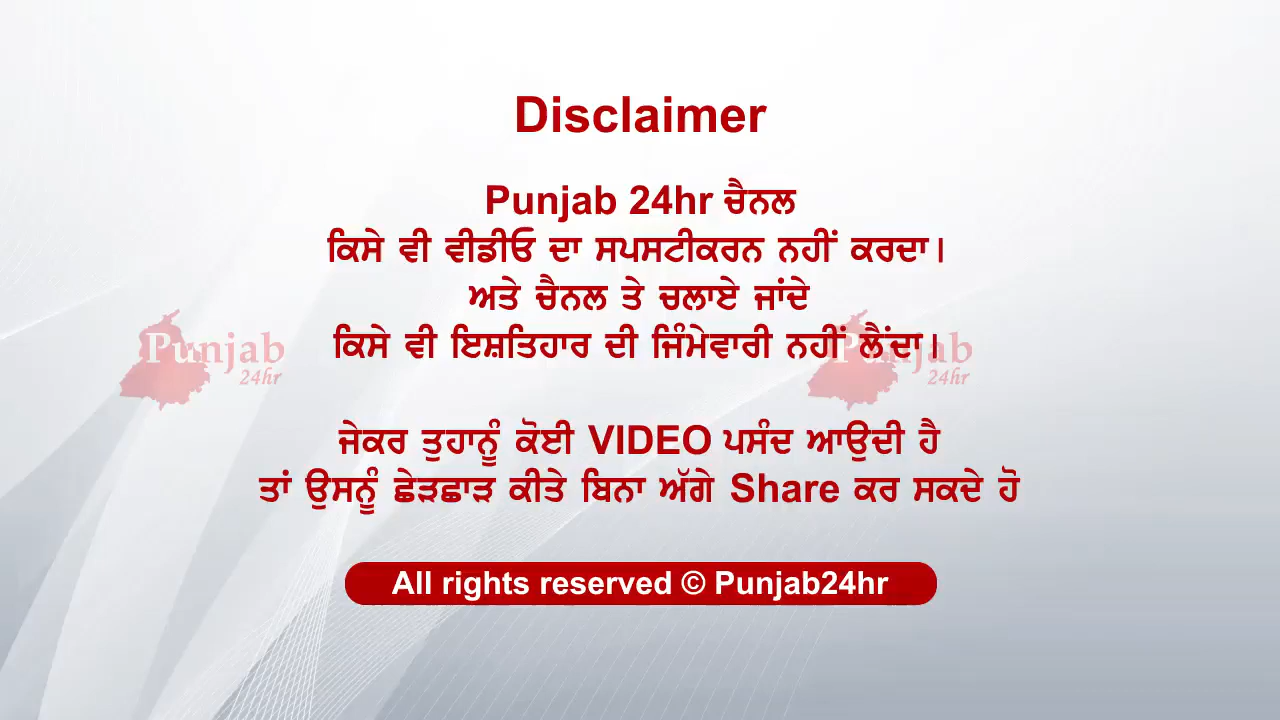 Disclaimer
Punjab 24hr ਚੈਨਲ
ਕਿਸੇ ਵੀ ਵੀਡੀਓ ਦਾ ਸਪਸਟੀਕਰਨ ਨਹੀਂ ਕਰਦਾ।
ਅਤੇ ਚੈਨਲ ਤੇ ਚਲਾਏ ਜਾਂਦੇ
ਕਿਸੇ ਵੀ ਇਸ਼ਤਿਹਾਰ ਦੀ ਜਿੰਮੇਵਾਰੀ ਨਹੀਂ ਲੈਂਦਾ।
Punjab
24hr
Punjab
24hr
ਜੇਕਰ ਤੁਹਾਨੂੰ ਕੋਈ VIDEO ਪਸੰਦ ਆਉਦੀ ਹੈ
ਤਾਂ ਉਸਨੂੰ ਛੇੜਛਾੜ ਕੀਤੇ ਬਿਨਾ ਅੱਗੇ Share ਕਰ ਸਕਦੇ ਹੋ
All rights reserved © Punjab24hr